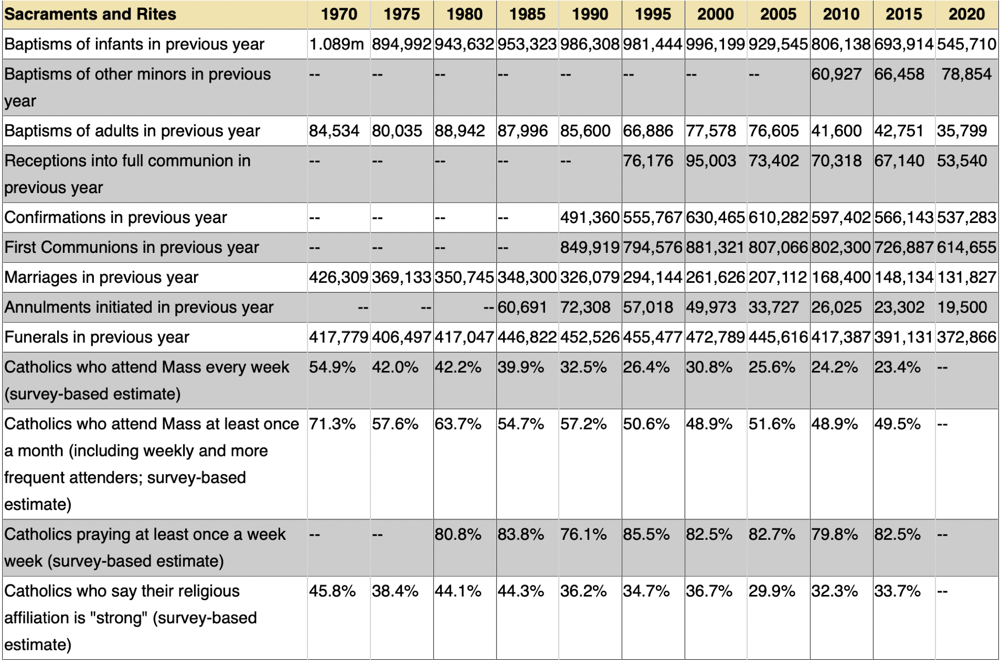 Sacraments and Rites 1970 1975 1980 1985 1990 1995 2000 2005 2010 2015 2020
Baptisms of infants in previous year 1.089m 894,992 943,632 953,323 986,308 981,444 996,199 929,545 806,138 693,914 545,710
Baptisms of other minors in previous -- -- -- -- -- -- -- -- 60,927 66,458 78,854
year
Baptisms of adults in previous year 84,534 80,035 88,942 87,996 85,600 66,886 77,578 76,605 41,600 42,751 35,799
Receptions into full communion in -- -- -- -- -- 76,176 95,003 73,402 70,318 67,140 53,540
previous year
Confirmations in previous year -- -- -- -- 491,360 555,767 630,465 610,282 597,402 566,143 537,283
First Communions in previous year -- -- -- -- 849,919 794,576 881,321 807,066 802,300 726,887 614,655
Marriages in previous year 426,309 369,133 350,745 348,300 326,079 294,144 261,626 207,112 168,400 148,134 131,827
Annulments initiated in previous year -- -- -- 60,691 72,308 57,018 49,973 33,727 26,025 23,302 19,500
Funerals in previous year 417,779 406,497 417,047 446,822 452,526 455,477 472,789 445,616 417,387 391,131 372,866
Catholics who attend Mass every week 54.9% 42.0% 42.2% 39.9% 32.5% 26.4% 30.8% 25.6% 24.2% 23.4% --
(survey-based estimate)
Catholics who attend Mass at least once 71.3% 57.6% 63.7% 54.7% 57.2% 50.6% 48.9% 51.6% 48.9% 49.5% --
a month (including weekly and more
frequent attenders; survey-based
estimate)
Catholics praying at least once a week -- -- 80.8% 83.8% 76.1% 85.5% 82.5% 82.7% 79.8% 82.5% --
week (survey-based estimate)
Catholics who say their religious 45.8% 38.4% 44.1% 44.3% 36.2% 34.7% 36.7% 29.9% 32.3% 33.7% --
affiliation is "strong" (survey-based
estimate)